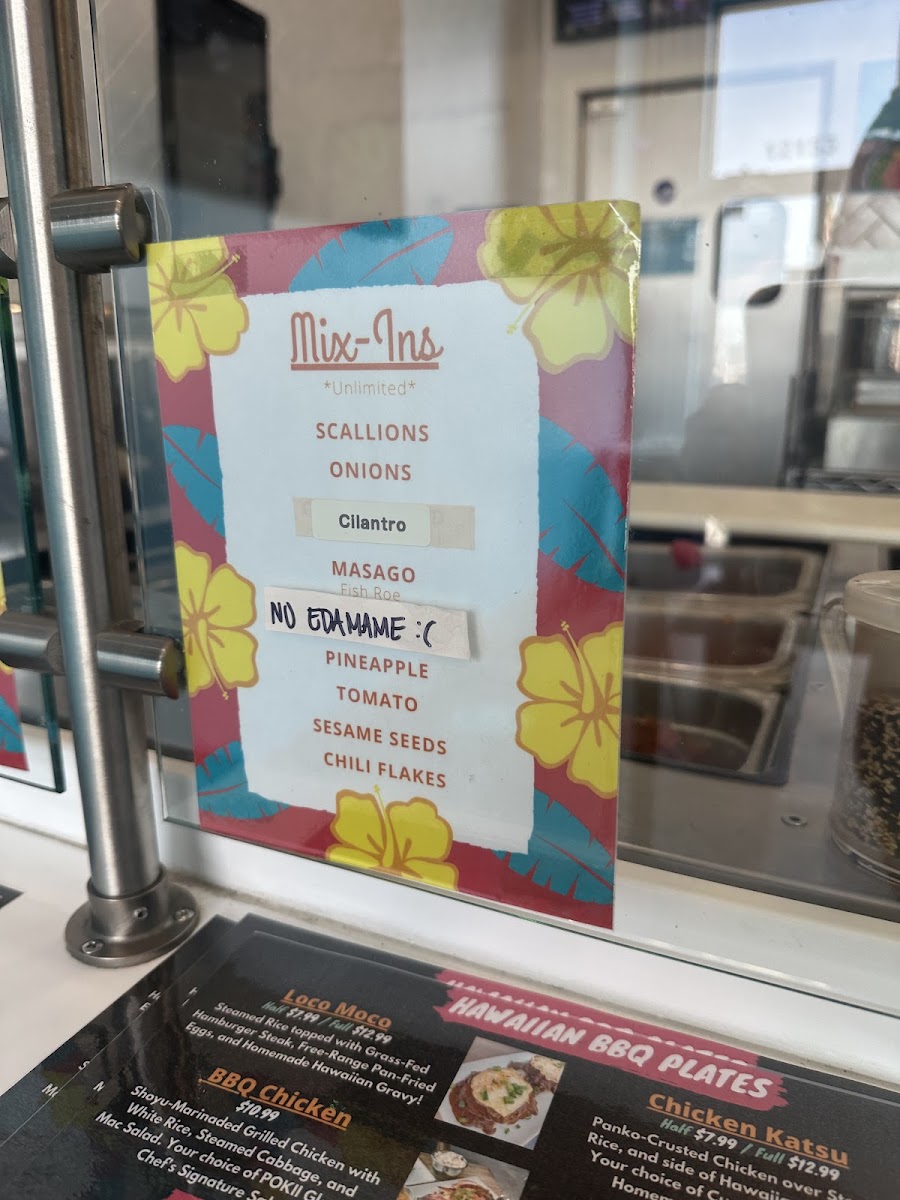 Mix-Ins
*Unlimited*
SCALLIONS
ONIONS
Cilantro
MASAGO
Fish Roe
NO EDAMAME :(
PINEAPPLE
TOMATO
SESAME SEEDS
CHILI FLAKES
HAWAIIAN BBQ PLATES
Loco Moco
Half $7.99 / Full $12.99
Steamed Rice topped with Grass-Fed
Hamburger Steak, Free-Range Pan-Fried
Eggs, and Homemade Hawaiian Gravy!
BBQ Chicken
$10.99
Shoyu-Marinaded Grilled Chicken with
White Rice, Steamed Cabbage, and
Mac Salad. Your choice of POKII
Chef's Signature
Chicken Katsu
Half $7.99 / Full $12.99
Panko-Crusted Chicken over
Rice, and side of
Your choice of